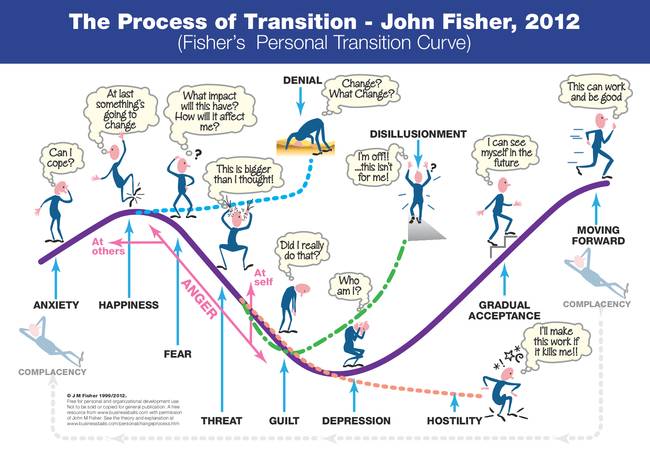 The Process of Transition - John Fisher, 2012
(Fisher's Personal Transition Curve)
DENIAL
Change?
What Change?
This can work
and be good
At last
something's
going to
change
What impact
will this have?
How will it affect
me?
?
DISILLUSIONMENT
Can I
cope?
I'm off!!
...this isn't
for me!
I can see
myself in the
future
This is bigger
than I thought!
At
others
Did I really
do that?
MOVING
FORWARD
At
self
Who
am I?
ANGER
ANXIETY
HAPPINESS
GRADUAL
ACCEPTANCE
COMPLACENCY
FEAR
I'll make
this work if
it kills me!!
COMPLACENCY
© J M Fisher 1999/2012.
Free for personal and organizational development use.
Not to be sold or copied for general publication. A free
resource from www.businessballs.com with permission
of John M Fisher. See the theory and explanation at
www.businessballs.com/personalchangeprocess.htm
THREAT
GUILT
DEPRESSION
HOSTILITY